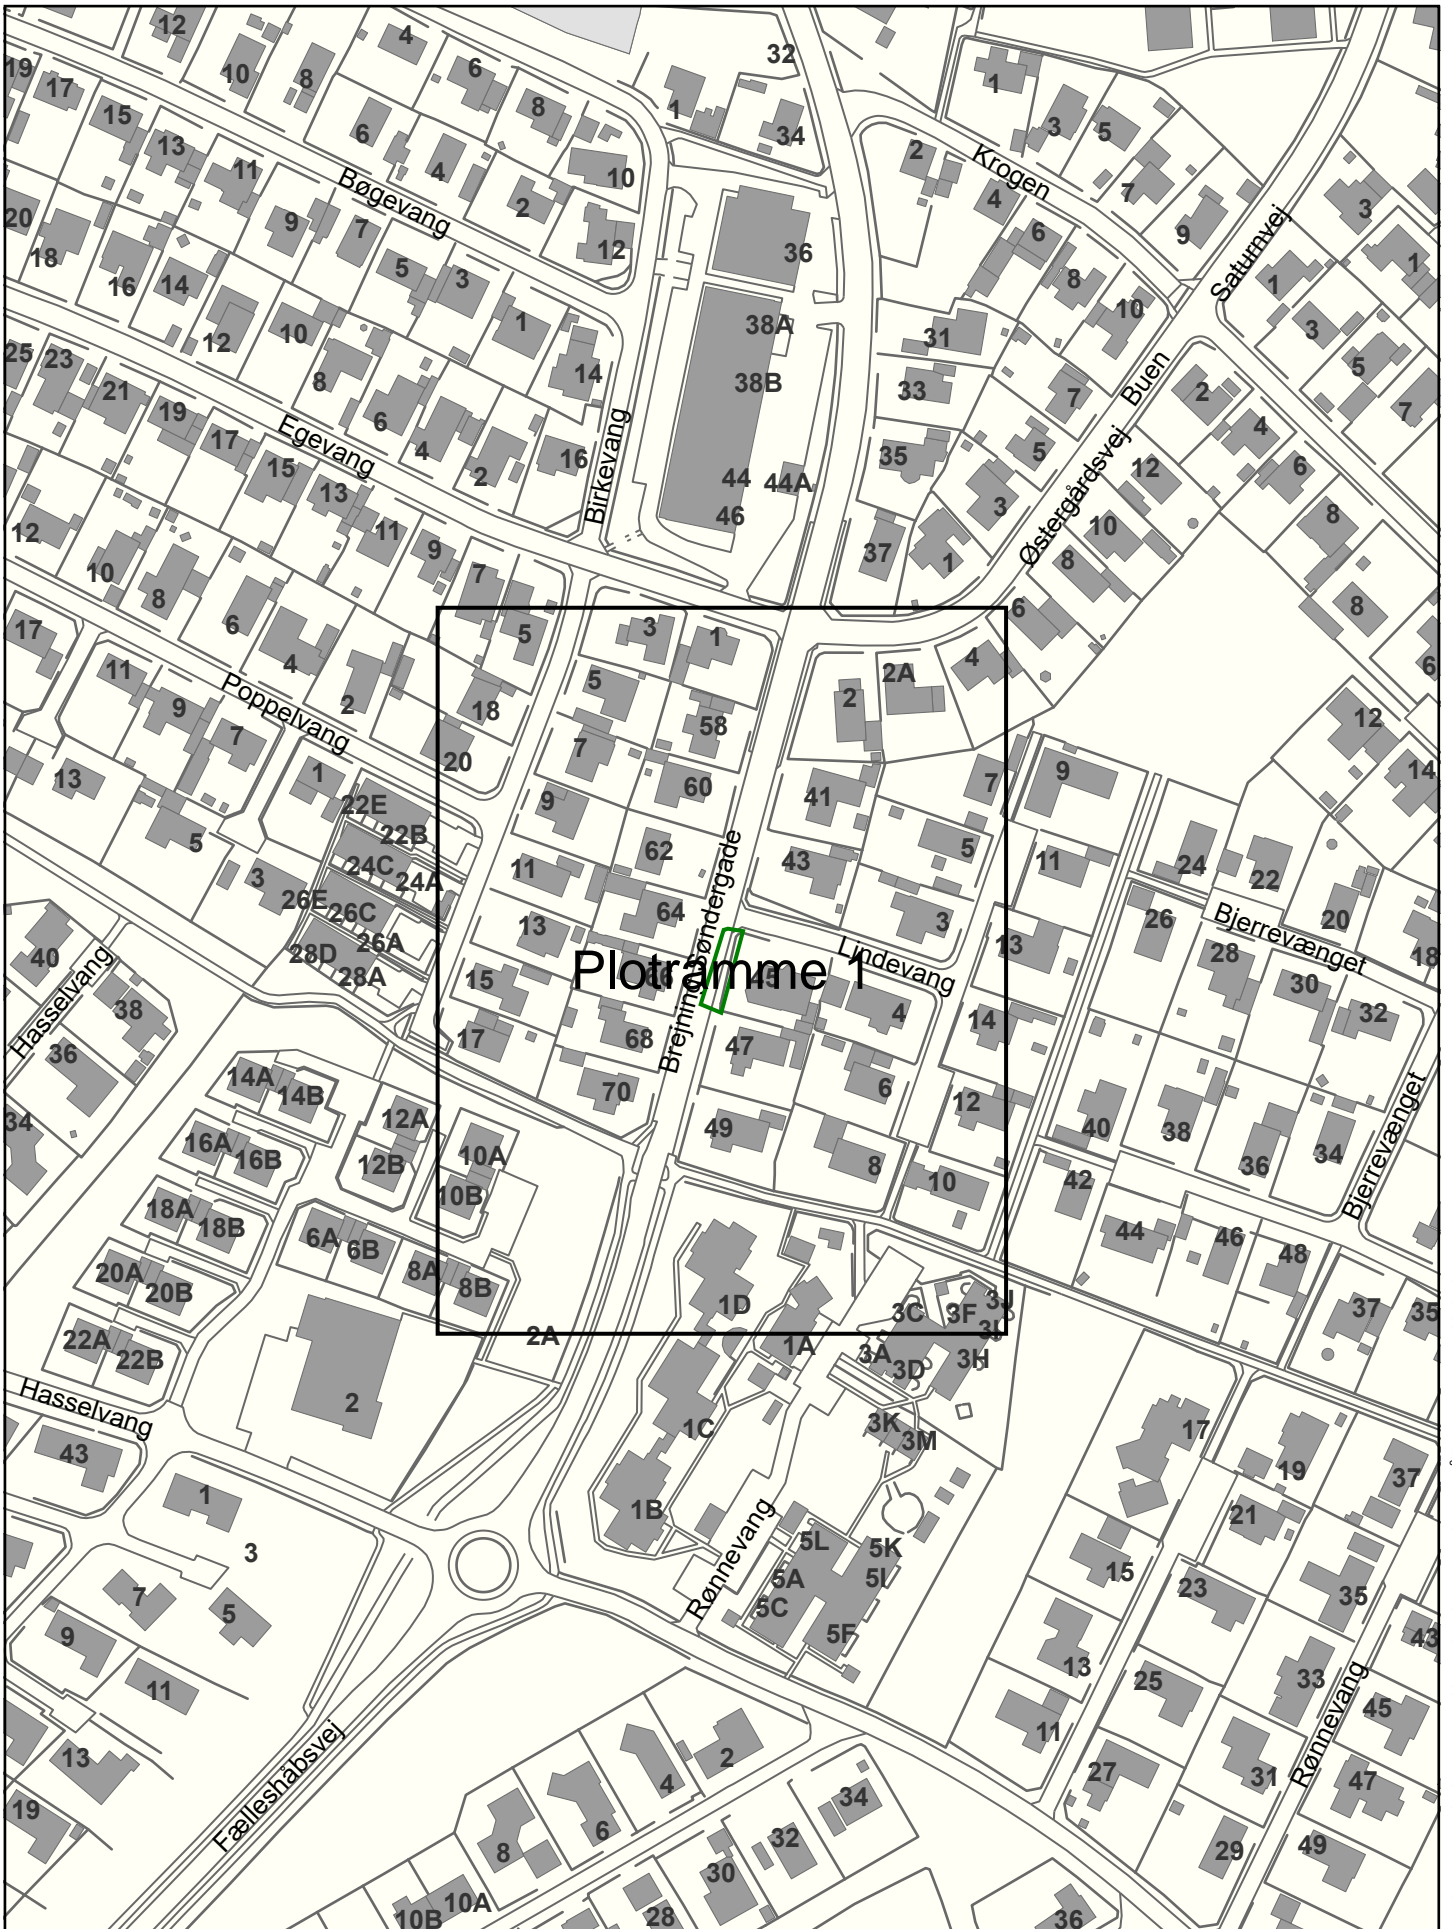 12 4 32
19 17 10 8 6 8 1 34 1 3 5
15 13 6 4 10 2 Krogen
11 Bøgevang 2 12 4 7 3
20 18 9 7 36 6 9 Saturnvej 1
16 14 5 3 8 1
12 10 1 38A 31 10 3
25 23 8 14 38B 33 7 Buen 2 5
21 19 6 4 35 5 4 7
17 Egevang 2 16 Birkevang 44 44A 12 6
15 13 46 3 Østergårdsvej 10 8
12 11 9 37 1 8
10 8 7 6 8
17 6 5 3 1
4 2A 4 6
11 Poppelvang 2 18 5 2
9 7 58 12
13 1 20 7 60 41 7 9 14
22E 22B 9
5 24C 24A 11 62 43 5 11 24 22
3 26E 26C 64 3 26 20
40 26A 13 Brejning Søndergade Lindevang 13 Bjerrevænget 18
28D 28A 15 Plotramme 1 28 30
Hasselvang 38 17 68 4 14 32
36 47
14A 14B 70 6 12
34 12A 49 40 38 34
16A 16B 12B 10A 8 36 Bjerrevænget
18A 18B 10B 10 42
6A 6B 44 46 48
20A 20B 8A 8B 1D 3C 3F 3J 37 35
22A 22B 2A 1A 3A 3D 3H
Hasselvang 2 1C 3K 3M 17
43 19 37
1 1B 21
3 Rønnevang 5L 5K
7 5 5A 5I 15 23 35
9 5C 5F 43
11 13 25 33
13 Fælleshåbsvej 2 11 Rønnevang 45
19 4 34 27 31 47
8 6 32 29 49
10B 10A 30 28 36